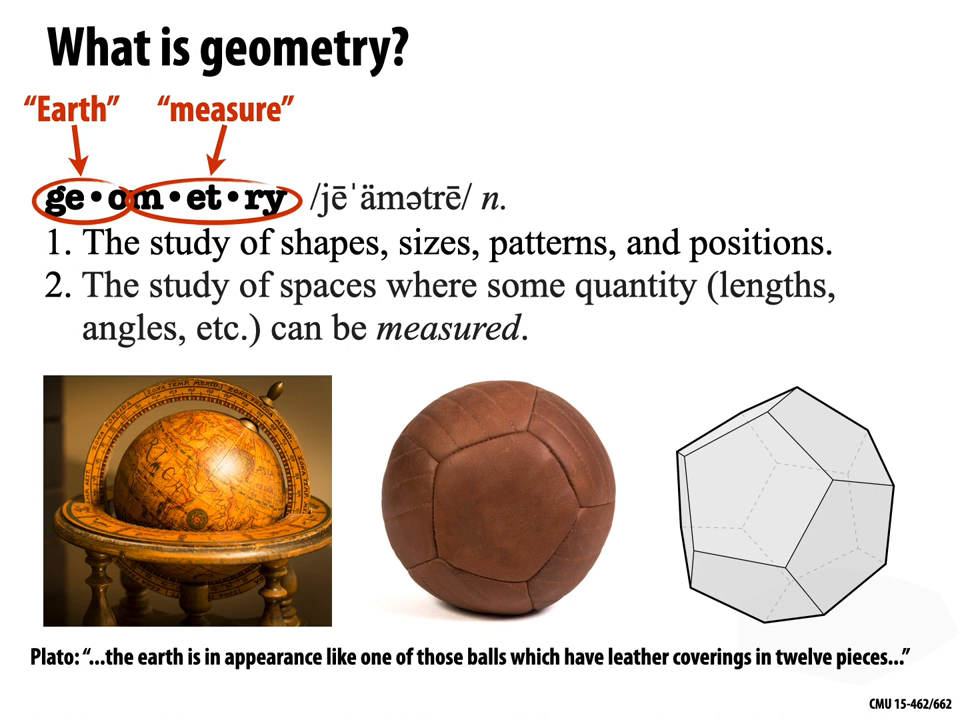 What is geometry?
“Earth” “measure”
ge•om•et•ry /jēˈämətrē/ n.
1. The study of shapes, sizes, patterns, and positions.
2. The study of spaces where some quantity (lengths,
angles, etc.) can be measured.
Plato: “...the earth is in appearance like one of those balls which have leather coverings in twelve pieces...”
CMU 15-462/662